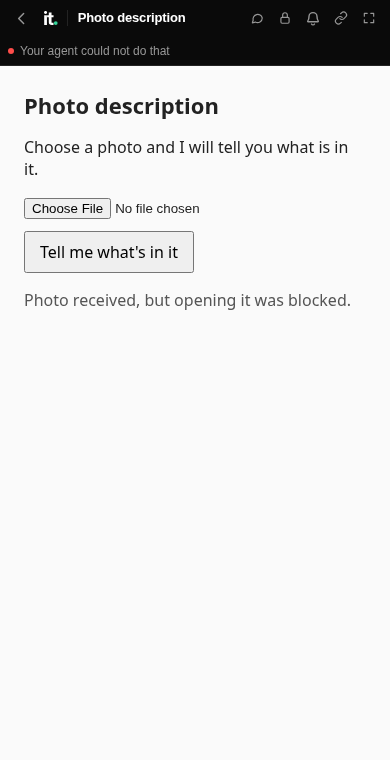 it.
Photo description
Your agent could not do that
Photo description
Choose a photo and I will tell you what is in
it.
Choose File No file chosen
Tell me what's in it
Photo received, but opening it was blocked.